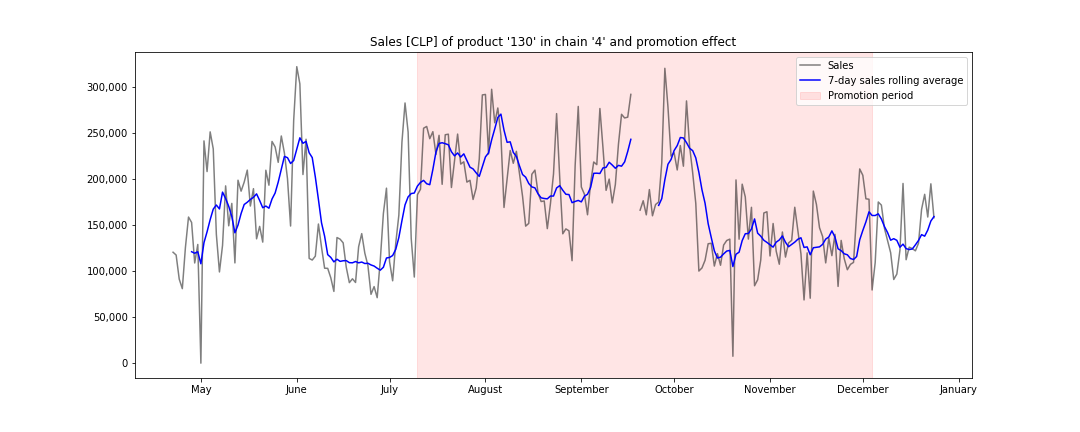 Sales [CLP] of product '130' in chain '4' and promotion effect
Sales
7-day sales rolling average
Promotion period
300,000
250,000
200,000
150,000
100,000
50,000
0
May June July August September October November December January